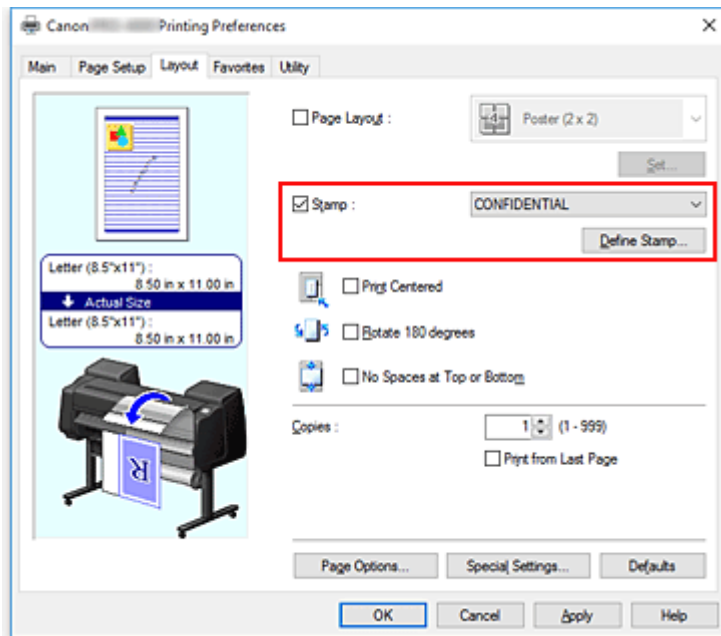 Canon Printing Preferences
Main Page Setup Layout Favorites Utility
Page Layout :
Poster (2 x 2)
Set...
Stamp :
CONFIDENTIAL
Define Stamp...
Letter (8.5"x11") :
8.50 in x 11.00 in
Actual Size
Letter (8.5"x11") :
8.50 in x 11.00 in
Print Centered
Rotate 180 degrees
No Spaces at Top or Bottom
Copies :
1 (1 - 999)
Print from Last Page
R
Page Options... Special Settings... Defaults
OK Cancel Apply Help